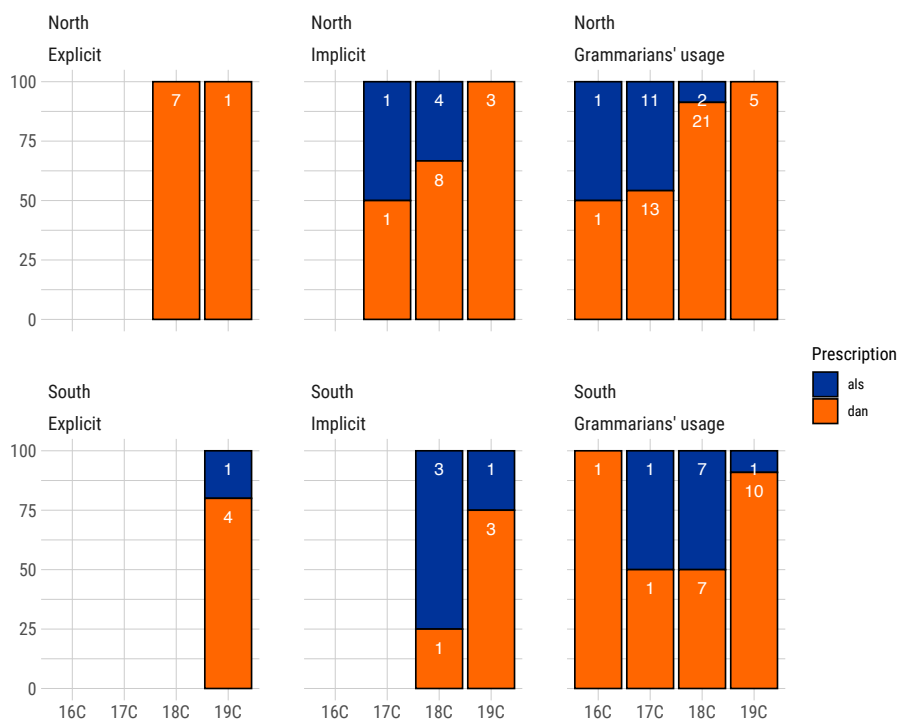 North
Explicit
North
Implicit
North
Grammarians' usage
100
75
50
25
0
7
1
1
1
4
8
3
1
1
11
13
2
21
5
Prescription
als
dan
South
Explicit
South
Implicit
South
Grammarians' usage
100
75
50
25
0
1
4
3
1
1
3
1
1
1
7
7
1
10
16C 17C 18C 19C
16C 17C 18C 19C
16C 17C 18C 19C